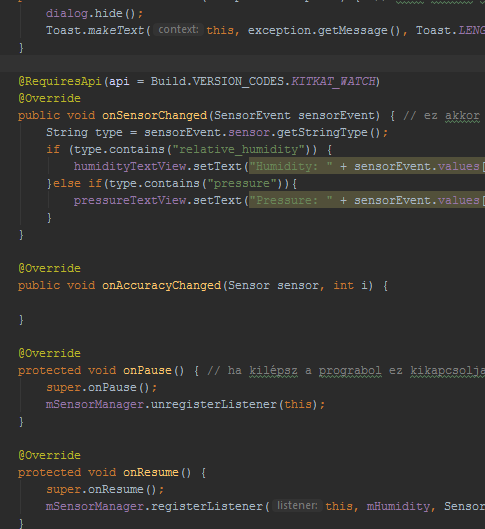 dialog.hide();
Toast.makeText( context: this, exception.getMessage(), Toast.LENG
}
@RequiresApi(api = Build.VERSION_CODES.KITKAT_WATCH)
@Override
public void onSensorChanged(SensorEvent sensorEvent) { // ez akkor
String type = sensorEvent.sensor.getStringType();
if (type.contains("relative_humidity")) {
humidityTextView.setText("Humidity: " + sensorEvent.values[
}else if(type.contains("pressure")){
pressureTextView.setText("Pressure: " + sensorEvent.values[
}
}
@Override
public void onAccuracyChanged(Sensor sensor, int i) {
}
@Override
protected void onPause() { // ha kilépsz a prograbol ez kikapcsolja
super.onPause();
mSensorManager.unregisterListener(this);
}
@Override
protected void onResume() {
super.onResume();
mSensorManager.registerListener( listener: this, mHumidity, Sensor
}